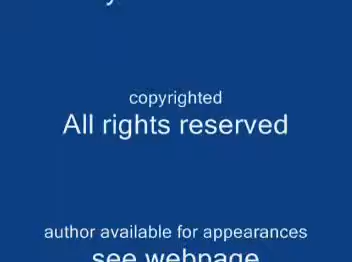 copyrighted
All rights reserved
author available for appearances
see webpage